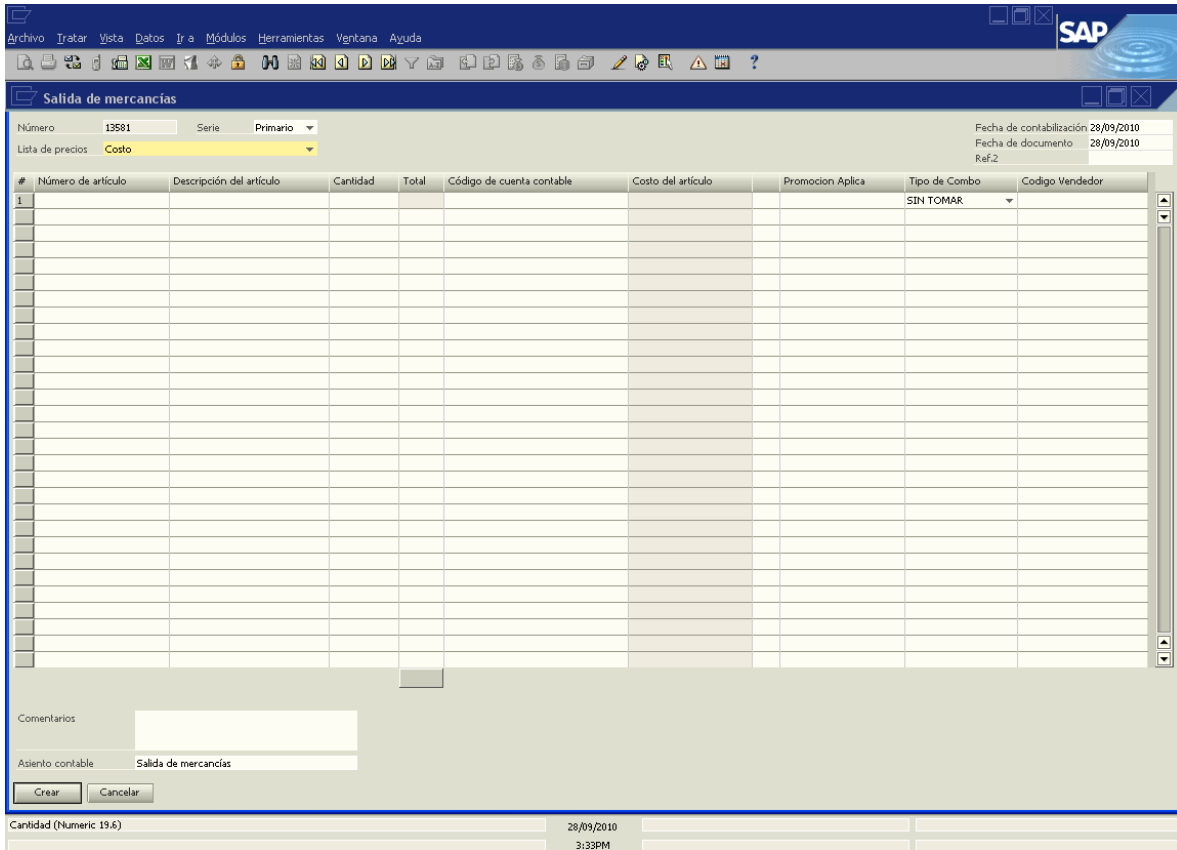 SAP
Archivo Tratar Vista Datos Ir a Módulos Herramientas Ventana Ayuda
Salida de mercancías
Número 13581 Serie Primario Fecha de contabilización 28/09/2010
Lista de precios Costo Fecha de documento 28/09/2010
Ref.2
# Número de artículo Descripción del artículo Cantidad Total Código de cuenta contable Costo del artículo Promocion Aplica Tipo de Combo Codigo Vendedor
1 SIN TOMAR
Comentarios
Asiento contable Salida de mercancías
Crear Cancelar
Cantidad (Numeric 19.6) 28/09/2010
3:33PM